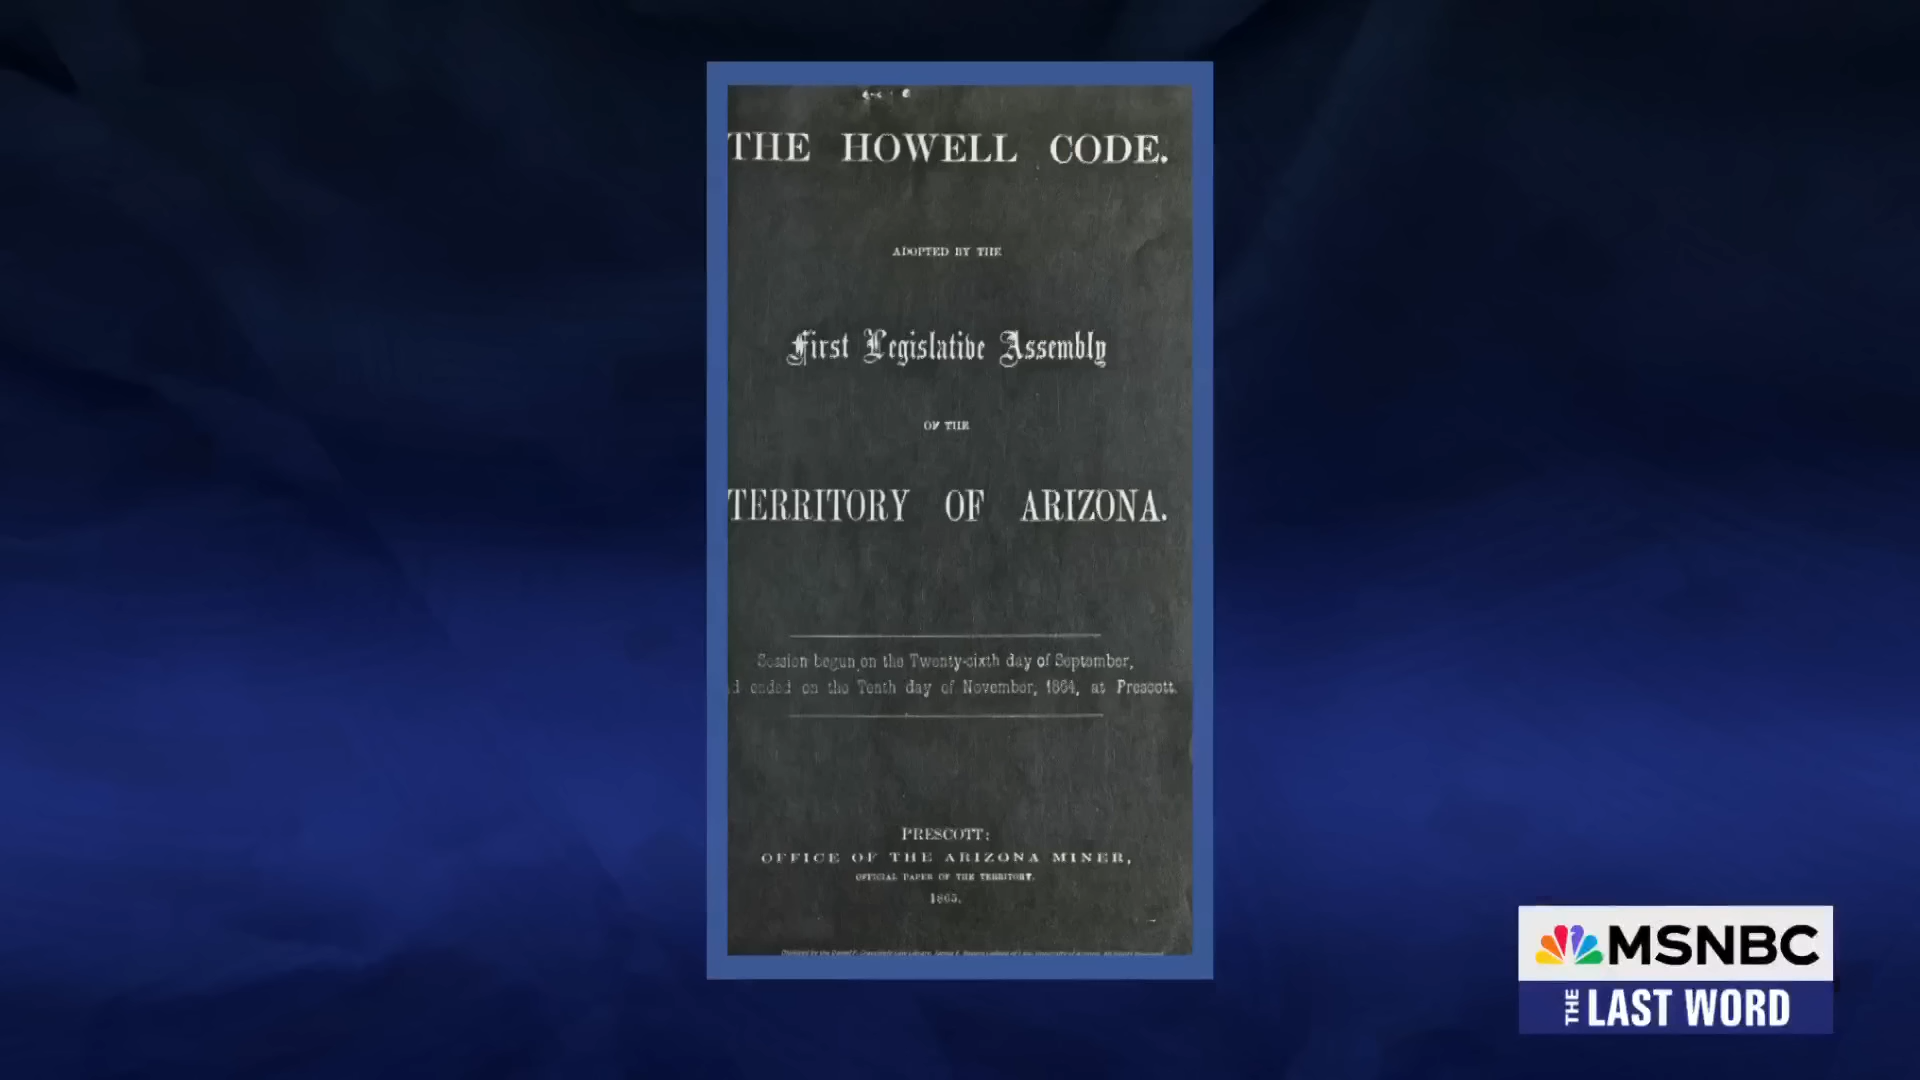 THE HOWELL CODE.
ADOPTED BY THE
First Legislative Assembly
OF THE
TERRITORY OF ARIZONA.
Session begun on the Twenty-sixth day of September,
ended on the Tenth day of November, 1864, at Prescott.
PRESCOTT:
OFFICE OF THE ARIZONA MINER,
OFFICIAL PAPER OF THE TERRITORY.
1865.
MSNBC
THE LAST WORD